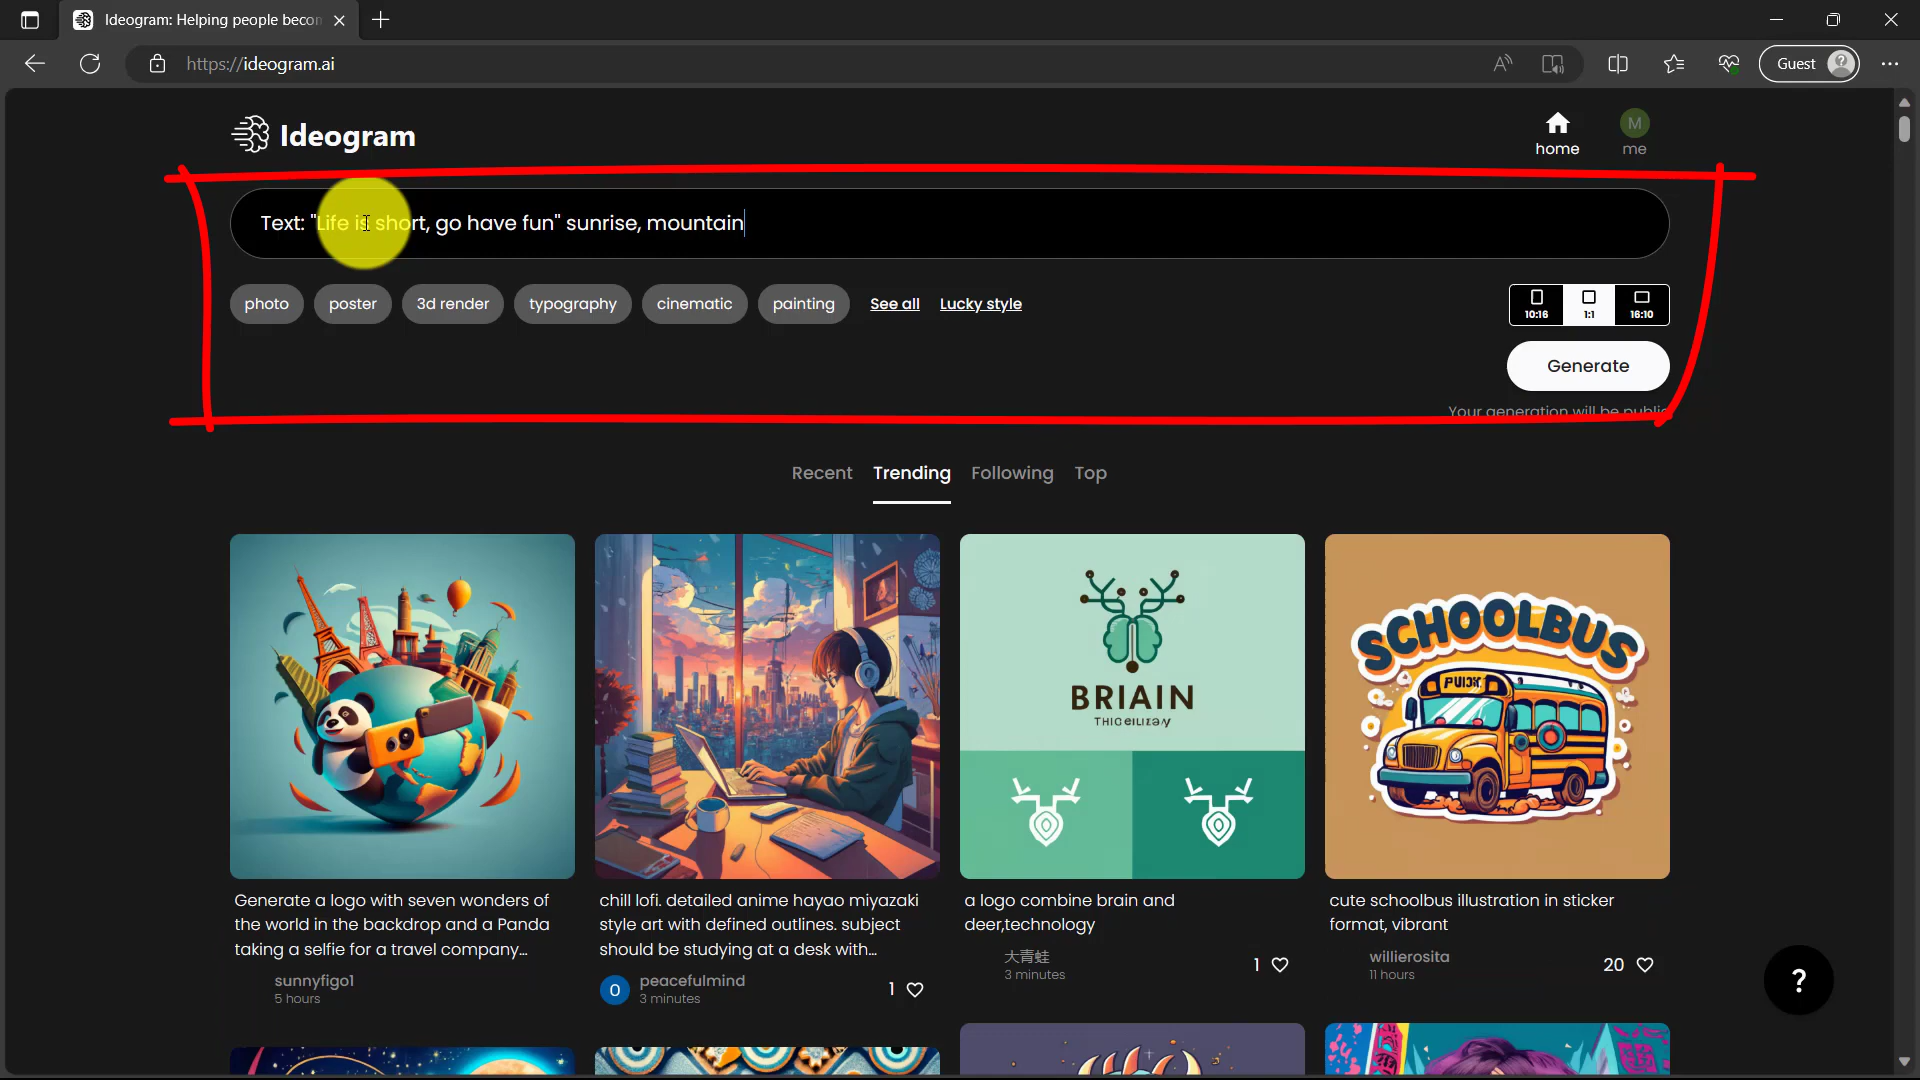 Ideogram: Helping people becon
https://ideogram.ai
Guest
Ideogram
home
M
me
Text: "Life is short, go have fun" sunrise, mountain
photo
poster
3d render
typography
cinematic
painting
See all
Lucky style
10:16
1:1
16:10
Generate
Your generation will be public
Recent
Trending
Following
Top
BRIAIN
SCHOOLBUS
Generate a logo with seven wonders of
the world in the backdrop and a Panda
taking a selfie for a travel company...
sunnyfigo1
5 hours
chill lofi. detailed anime hayao miyazaki
style art with defined outlines. subject
should be studying at a desk with...
O
peacefulmind
3 minutes
1
a logo combine brain and
deer,technology
大青蛙
3 minutes
1
cute schoolbus illustration in sticker
format, vibrant
willierosita
11 hours
20
?